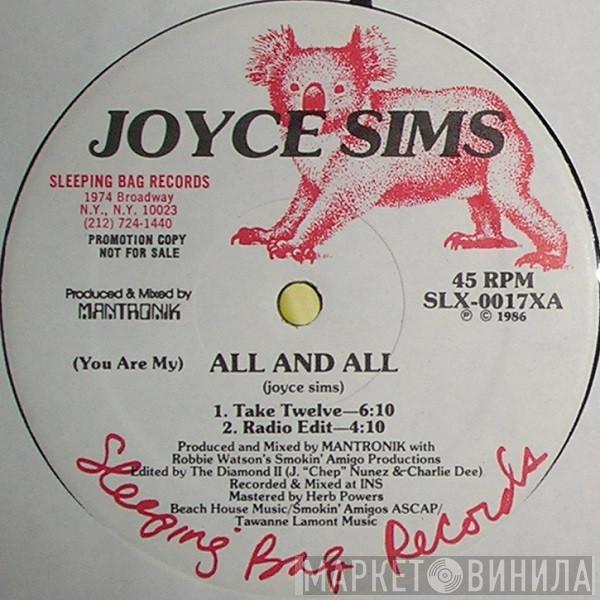 JOYCE SIMS
SLEEPING BAG RECORDS
1974 Broadway
N.Y., N.Y. 10023
(212) 724-1440
PROMOTION COPY
NOT FOR SALE
Produced & Mixed by
MANTRONIK
45 RPM
SLX-0017XA
℗ © 1986
(You Are My) ALL AND ALL
(joyce sims)
1. Take Twelve—6:10
2. Radio Edit—4:10
Produced and Mixed by MANTRONIK with
Robbie Watson's Smokin' Amigo Productions
Edited by The Diamond II (J. "Chep" Nunez & Charlie Dee)
Recorded & Mixed at INS
Mastered by Herb Powers
Beach House Music/Smokin' Amigos ASCAP/
Tawanne Lamont Music
Sleeping Bag Records
МАРКЕТ ВИНИЛА